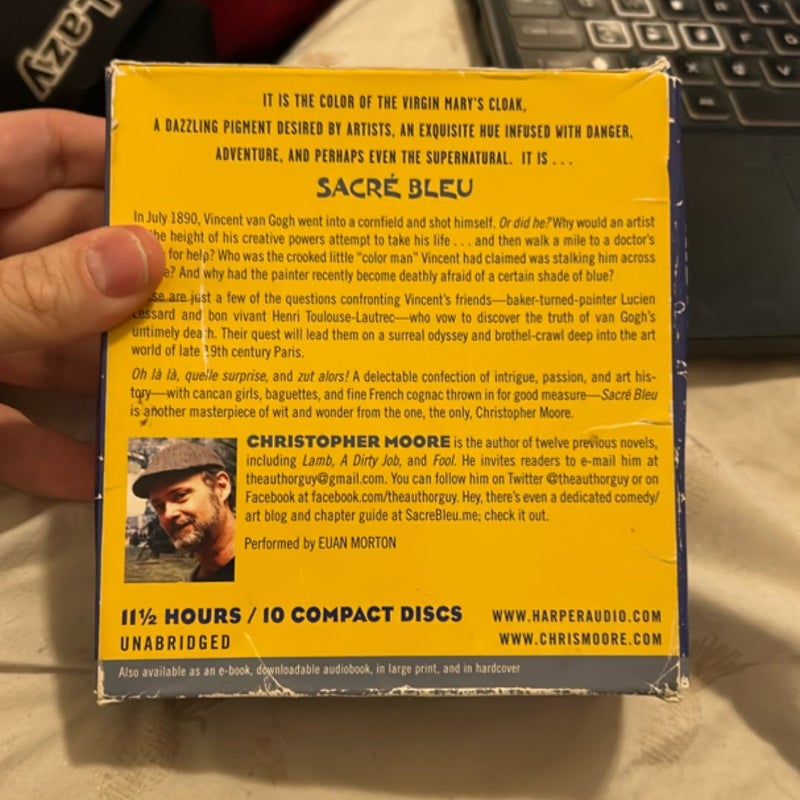 Lazy
IT IS THE COLOR OF THE VIRGIN MARY'S CLOAK,
A DAZZLING PIGMENT DESIRED BY ARTISTS, AN EXQUISITE HUE INFUSED WITH DANGER,
ADVENTURE, AND PERHAPS EVEN THE SUPERNATURAL. IT IS . . .
SACRÉ BLEU
In July 1890, Vincent van Gogh went into a cornfield and shot himself. Or did he? Why would an artist
height of his creative powers attempt to take his life . . . and then walk a mile to a doctor's
for help? Who was the crooked little "color man" Vincent had claimed was stalking him across
And why had the painter recently become deathly afraid of a certain shade of blue?
are just a few of the questions confronting Vincent's friends—baker-turned-painter Lucien
Lessard and bon vivant Henri Toulouse-Lautrec—who vow to discover the truth of van Gogh's
untimely death. Their quest will lead them on a surreal odyssey and brothel-crawl deep into the art
world of late 19th century Paris.
Oh là là, quelle surprise, and zut alors! A delectable confection of intrigue, passion, and art his-
tory—with cancan girls, baguettes, and fine French cognac thrown in for good measure—Sacré Bleu
is another masterpiece of wit and wonder from the one, the only, Christopher Moore.
CHRISTOPHER MOORE is the author of twelve previous novels,
including Lamb, A Dirty Job, and Fool. He invites readers to e-mail him at
theauthorguy@gmail.com. You can follow him on Twitter @theauthorguy or on
Facebook at facebook.com/theauthorguy. Hey, there's even a dedicated comedy/
art blog and chapter guide at SacreBleu.me; check it out.
Performed by EUAN MORTON
11½ HOURS / 10 COMPACT DISCS
UNABRIDGED
WWW.HARPERAUDIO.COM
WWW.CHRISMOORE.COM
Also available as an e-book, downloadable audiobook, in large print, and in hardcover